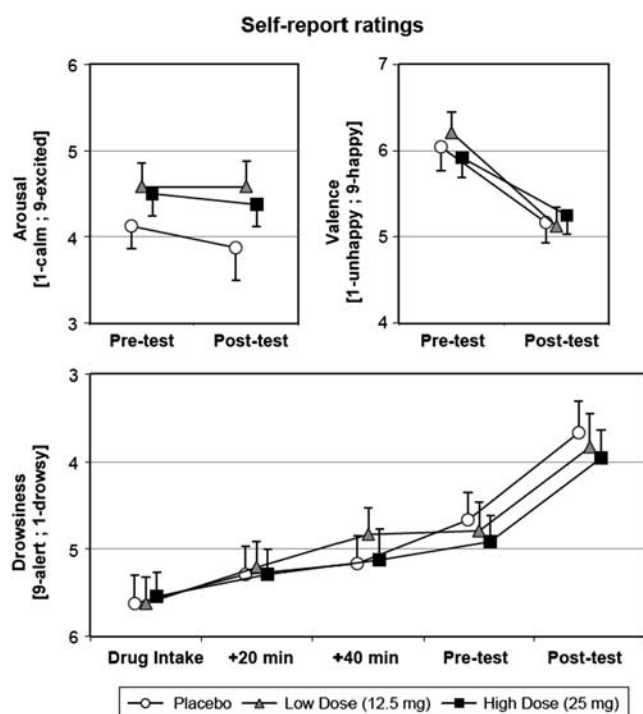 Self-report ratings
Arousal
[1-calm ; 9-excited]
6
5
4
3
Pre-test Post-test
Valence
[1-unhappy ; 9-happy]
7
6
5
4
Pre-test Post-test
Drowsiness
[9-alert ; 1-drowsy]
3
4
5
6
Drug Intake +20 min +40 min Pre-test Post-test
Placebo Low Dose (12.5 mg) High Dose (25 mg)